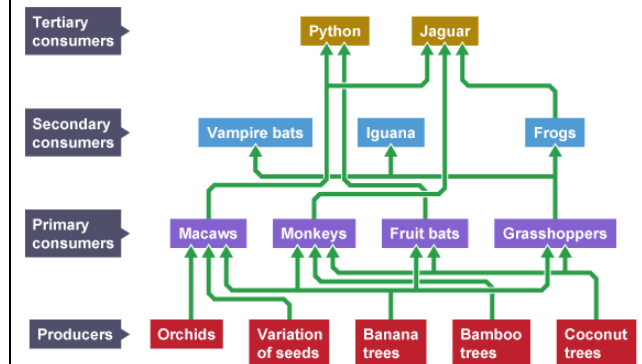 Tertiary
consumers
Python
Jaguar
Secondary
consumers
Vampire bats
Iguana
Frogs
Primary
consumers
Macaws
Monkeys
Fruit bats
Grasshoppers
Producers
Orchids
Variation
of seeds
Banana
trees
Bamboo
trees
Coconut
trees